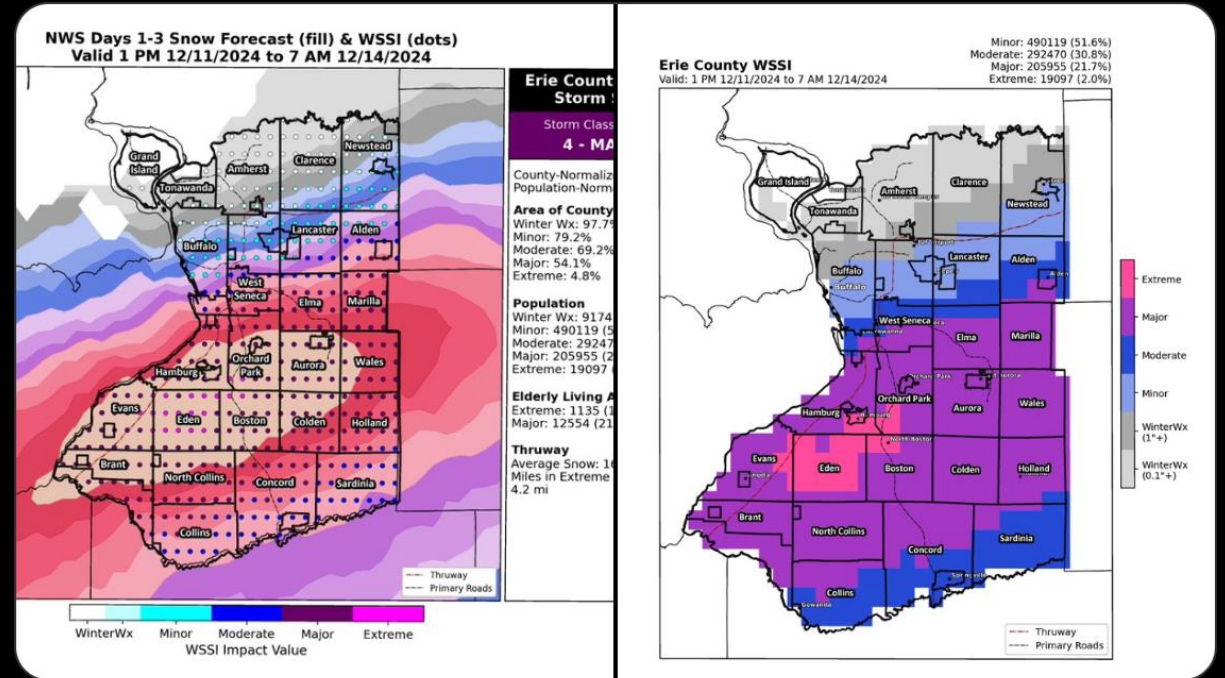 NWS Days 1-3 Snow Forecast (fill) & WSSI (dots)
Valid 1 PM 12/11/2024 to 7 AM 12/14/2024
Grand
Island
Tonawanda
Amherst
Clarence
Newstead
Buffalo
Lancaster
Alden
West
Seneca
Elma
Marilla
Hamburg
Orchard
Park
Aurora
Wales
Evans
Eden
Boston
Colden
Holland
Brant
North Collins
Concord
Sardinia
Collins
Thruway
Primary Roads
WinterWx
Minor
Moderate
Major
Extreme
WSSI Impact Value
Erie Count
Storm
Storm Class
4 - MA
County-Normaliz
Population-Norm
Area of County
Winter Wx: 97.7%
Minor: 79.2%
Moderate: 69.2%
Major: 54.1%
Extreme: 4.8%
Population
Winter Wx: 9174
Minor: 490119 (5
Moderate: 29247
Major: 205955 (2
Extreme: 19097
Elderly Living A
Extreme: 1135 (1
Major: 12554 (21
Thruway
Average Snow: 16
Miles in Extreme
4.2 mi
Minor: 490119 (51.6%)
Moderate: 292470 (30.8%)
Major: 205955 (21.7%)
Extreme: 19097 (2.0%)
Erie County WSSI
Valid: 1 PM 12/11/2024 to 7 AM 12/14/2024
Grand Island
Tonawanda
Amherst
Clarence
Newstead
Buffalo
Buffalo
Lancaster
Alden
Alden
West Seneca
Elma
Marilla
Orchard Park
Hamburg
Orchard Park
Aurora
Wales
North Boston
Evans
Eden
Boston
Colden
Holland
Brant
North Collins
Concord
Sardinia
Springville
Collins
Gowanda
Thruway
Primary Roads
Extreme
Major
Moderate
Minor
WinterWx
(1"+)
WinterWx
(0.1"+)